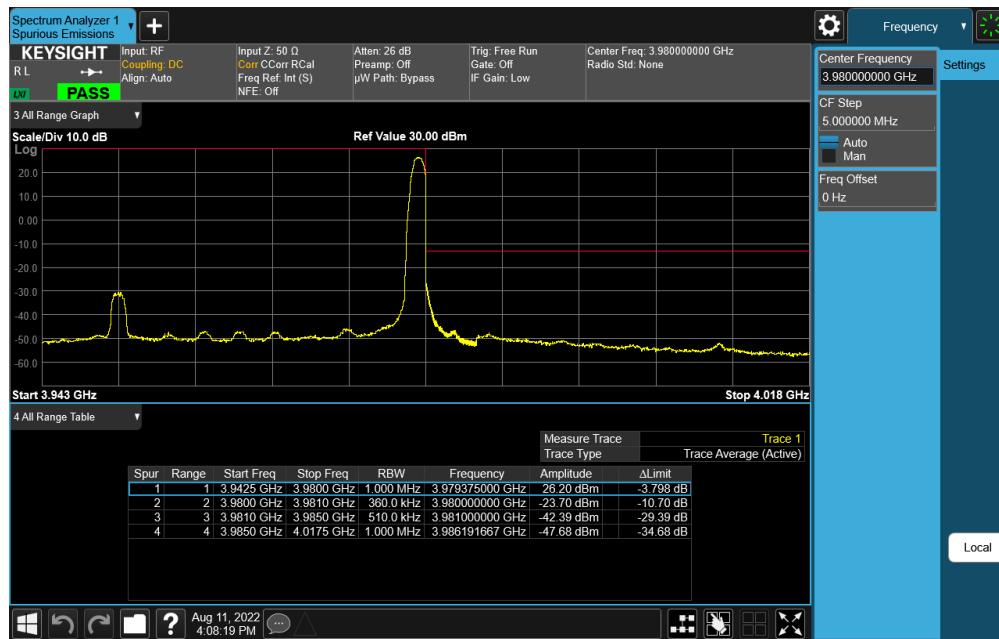 Spectrum Analyzer 1
Spurious Emissions
Frequency
KEYSIGHT
R L
LXI
PASS
Input: RF
Coupling: DC
Align: Auto
Input Z: 50 Ω
Corr CCorr RCal
Freq Ref: Int (S)
NFE: Off
Atten: 26 dB
Preamp: Off
µW Path: Bypass
Trig: Free Run
Gate: Off
IF Gain: Low
Center Freq: 3.980000000 GHz
Radio Std: None
Center Frequency
3.980000000 GHz
Settings
CF Step
5.000000 MHz
Auto
Man
Freq Offset
0 Hz
3 All Range Graph
Scale/Div 10.0 dB
Ref Value 30.00 dBm
Log
20.0
10.0
0.00
-10.0
-20.0
-30.0
-40.0
-50.0
-60.0
Start 3.943 GHz
Stop 4.018 GHz
4 All Range Table
Measure Trace Trace 1
Trace Type Trace Average (Active)
Spur Range Start Freq Stop Freq RBW Frequency Amplitude ΔLimit
1 1 3.9425 GHz 3.9800 GHz 1.000 MHz 3.979375000 GHz 26.20 dBm -3.798 dB
2 2 3.9800 GHz 3.9810 GHz 360.0 kHz 3.980000000 GHz -23.70 dBm -10.70 dB
3 3 3.9810 GHz 3.9850 GHz 510.0 kHz 3.981000000 GHz -42.39 dBm -29.39 dB
4 4 3.9850 GHz 4.0175 GHz 1.000 MHz 3.986191667 GHz -47.68 dBm -34.68 dB
Local
?
Aug 11, 2022
4:08:19 PM